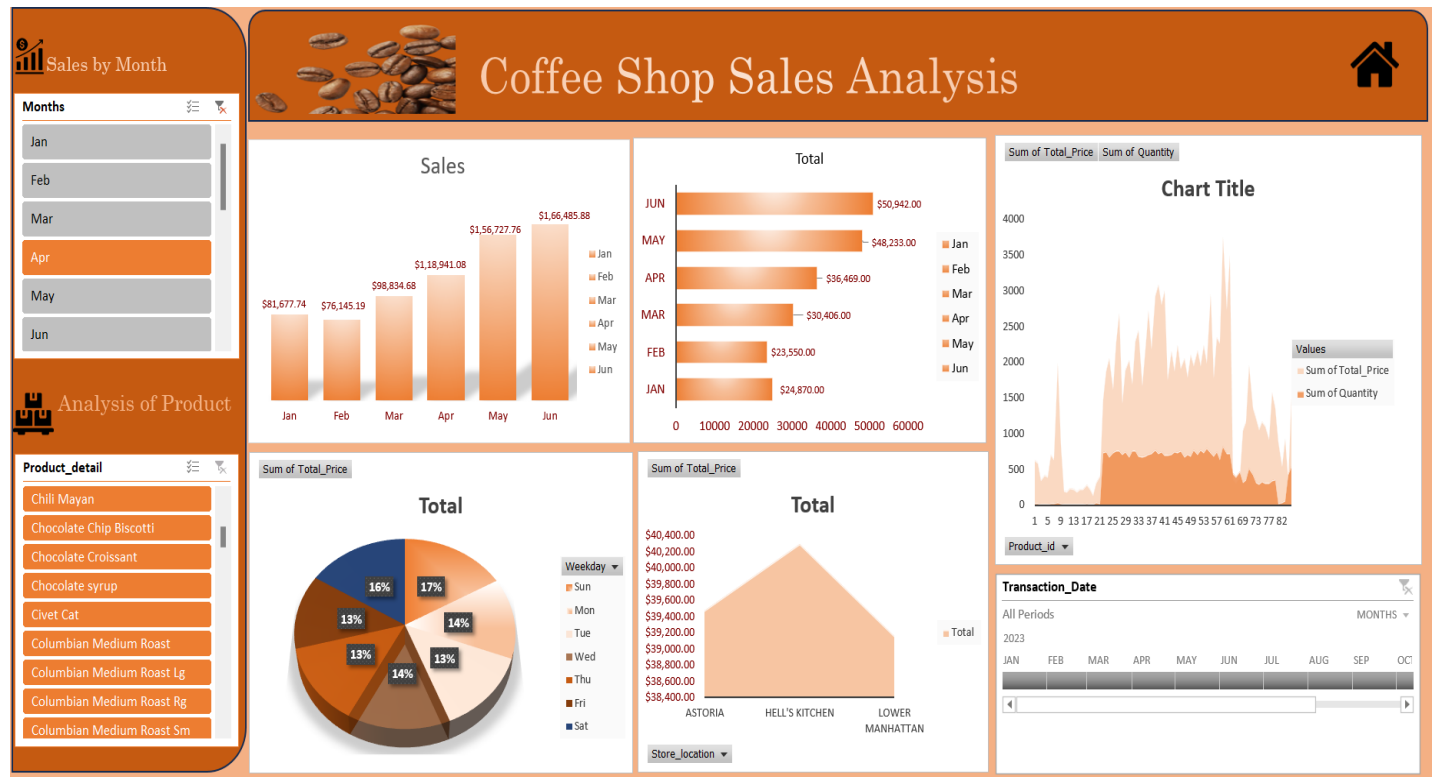 Sales by Month
Coffee Shop Sales Analysis
Months
Jan
Feb
Mar
Apr
May
Jun
Analysis of Product
Product_detail
Chili Mayan
Chocolate Chip Biscotti
Chocolate Croissant
Chocolate syrup
Civet Cat
Columbian Medium Roast
Columbian Medium Roast Lg
Columbian Medium Roast Rg
Columbian Medium Roast Sm
Sales
$81,677.74
$76,145.19
$98,834.68
$1,18,941.08
$1,56,727.76
$1,66,485.88
Jan Feb Mar Apr May Jun
Jan
Feb
Mar
Apr
May
Jun
Total
JUN $50,942.00
MAY $48,233.00
APR $36,469.00
MAR $30,406.00
FEB $23,550.00
JAN $24,870.00
0 10000 20000 30000 40000 50000 60000
Jan
Feb
Mar
Apr
May
Jun
Sum of Total_Price Sum of Quantity
Chart Title
4000
3500
3000
2500
2000
1500
1000
500
0
1 5 9 13 17 21 25 29 33 37 41 45 49 53 57 61 69 73 77 82
Values
Sum of Total_Price
Sum of Quantity
Product_id
Sum of Total_Price
Total
16% 17%
13% 14%
13% 13%
14%
Weekday
Sun
Mon
Tue
Wed
Thu
Fri
Sat
Sum of Total_Price
Total
$40,400.00
$40,200.00
$40,000.00
$39,800.00
$39,600.00
$39,400.00
$39,200.00
$39,000.00
$38,800.00
$38,600.00
$38,400.00
ASTORIA HELL'S KITCHEN LOWER
MANHATTAN
Total
Store_location
Transaction_Date
All Periods MONTHS
2023
JAN FEB MAR APR MAY JUN JUL AUG SEP OCT